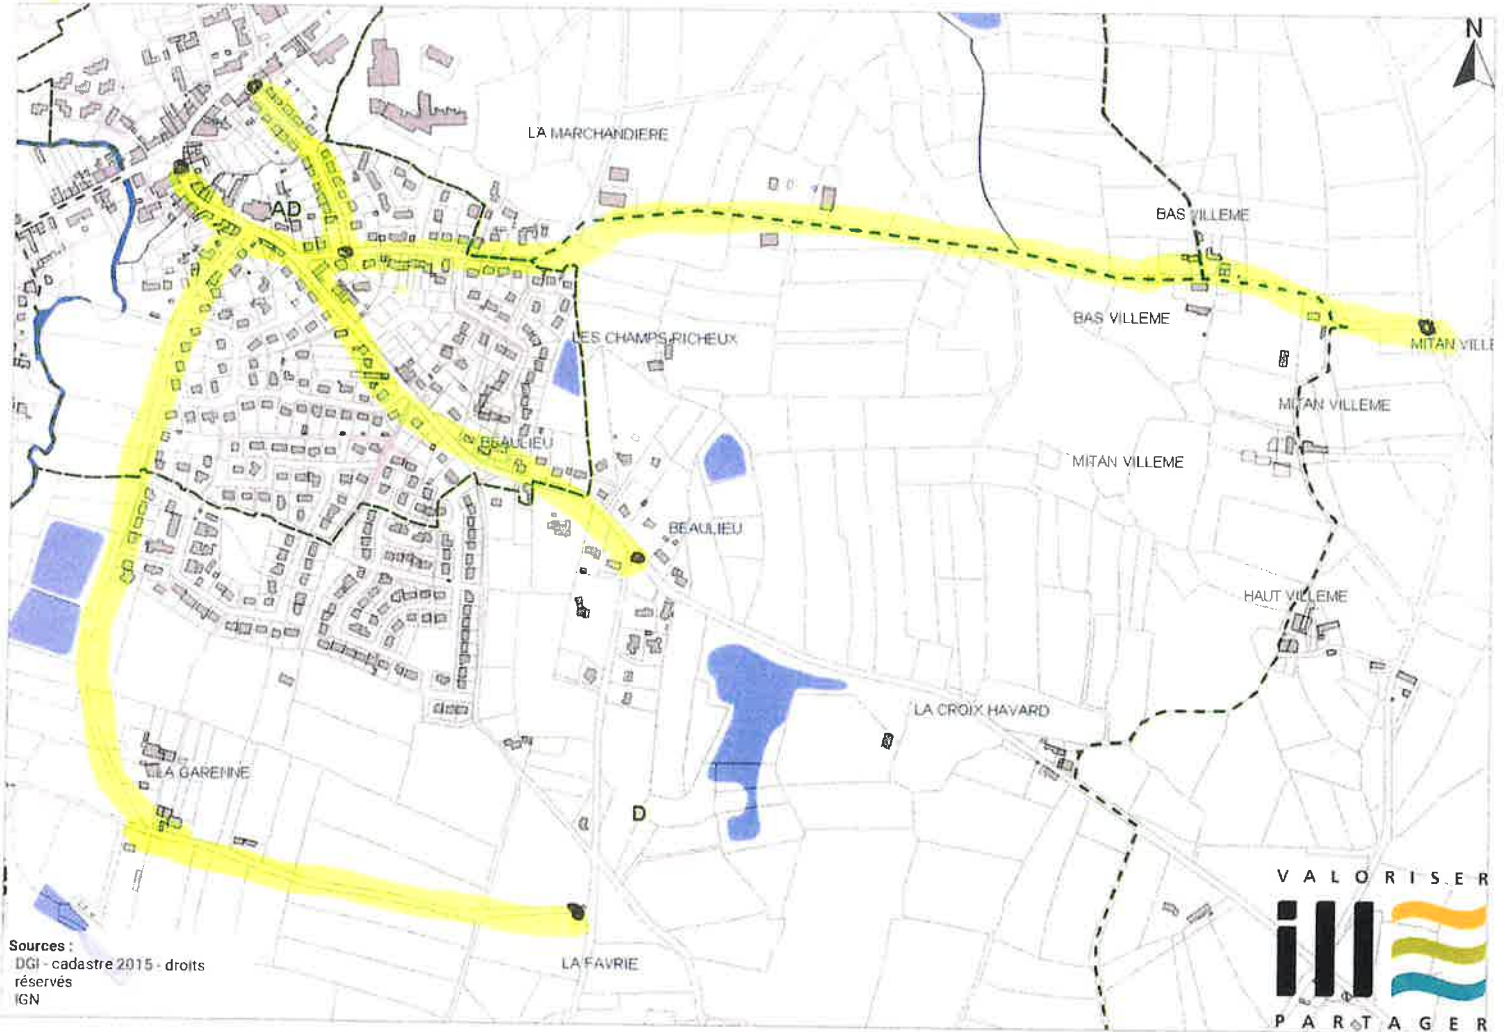 N
LA MARCHANDIERE
AD
BAS VILLEME
BAS VILLEME
LES CHAMPS RICHEUX
MITAN VILLE
MITAN VILLEME
BEAULIEU
MITAN VILLEME
BEAULIEU
HAUT VILLEME
LA CROIX HAVARD
LA GARENNE
D
VALORISER
ill
PARTAGER
LA FAVRIE
Sources :
DGI - cadastre 2015 - droits
réservés
IGN